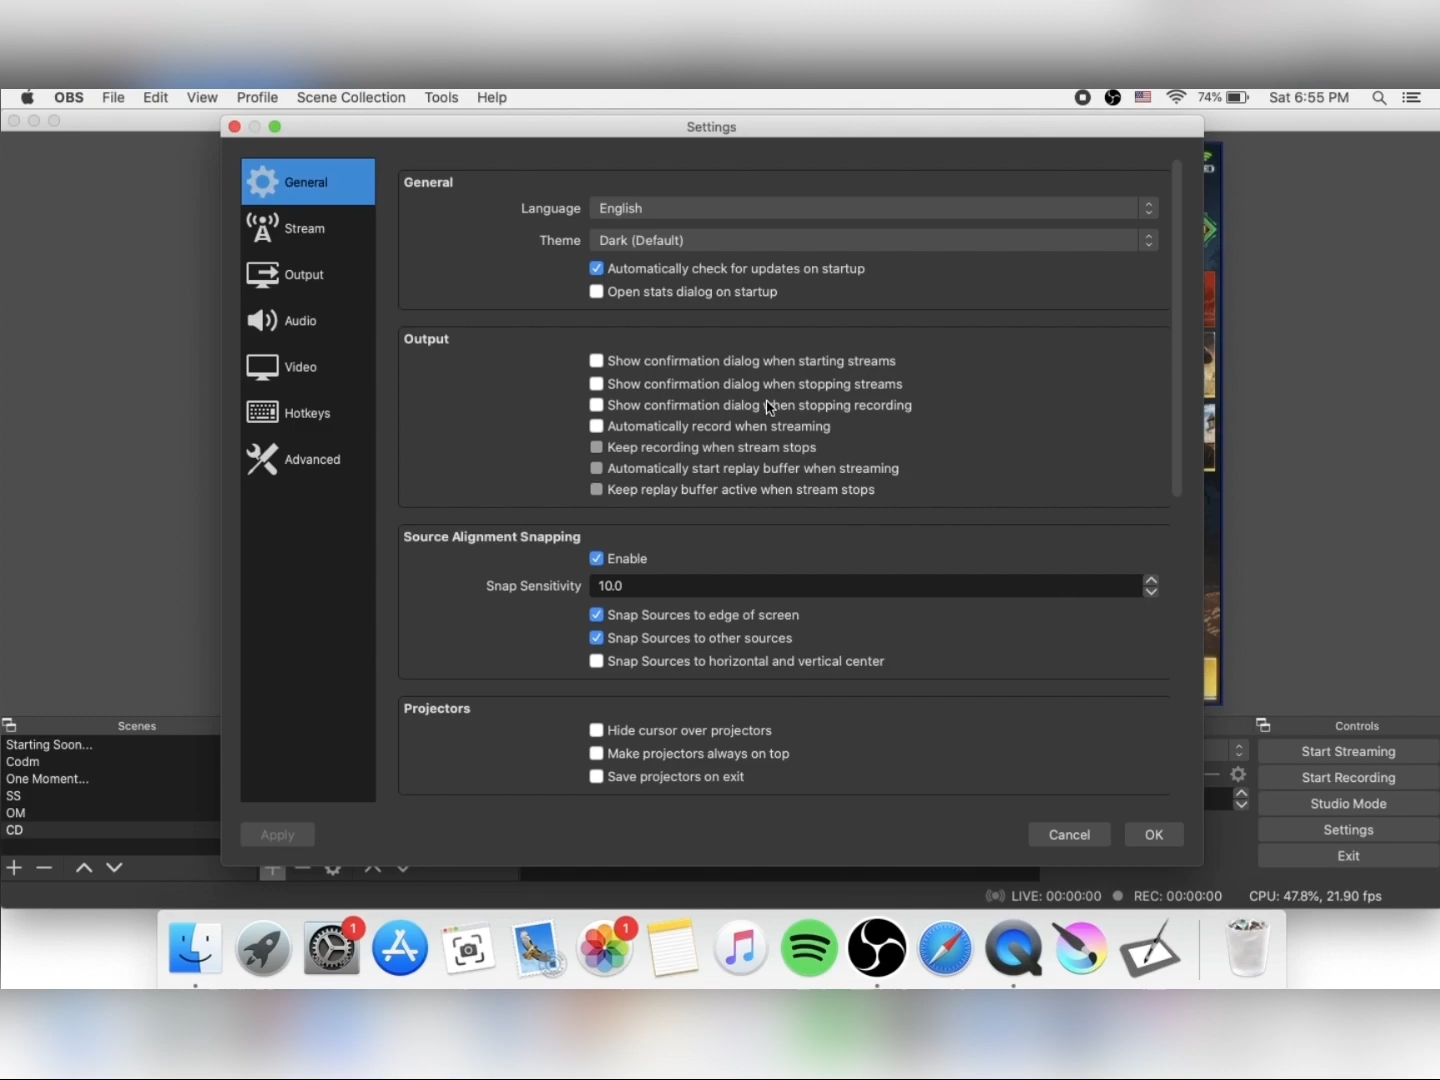 OBS File Edit View Profile Scene Collection Tools Help 74% Sat 6:55 PM
Settings
General
Stream
Output
Audio
Video
Hotkeys
Advanced
General
Language English
Theme Dark (Default)
Automatically check for updates on startup
Open stats dialog on startup
Output
Show confirmation dialog when starting streams
Show confirmation dialog when stopping streams
Show confirmation dialog when stopping recording
Automatically record when streaming
Keep recording when stream stops
Automatically start replay buffer when streaming
Keep replay buffer active when stream stops
Source Alignment Snapping
Enable
Snap Sensitivity 10.0
Snap Sources to edge of screen
Snap Sources to other sources
Snap Sources to horizontal and vertical center
Projectors
Hide cursor over projectors
Make projectors always on top
Save projectors on exit
Apply Cancel OK
Scenes
Starting Soon...
Codm
One Moment...
SS
OM
CD
Controls
Start Streaming
Start Recording
Studio Mode
Settings
Exit
LIVE: 00:00:00 REC: 00:00:00 CPU: 47.8%, 21.90 fps
1
1